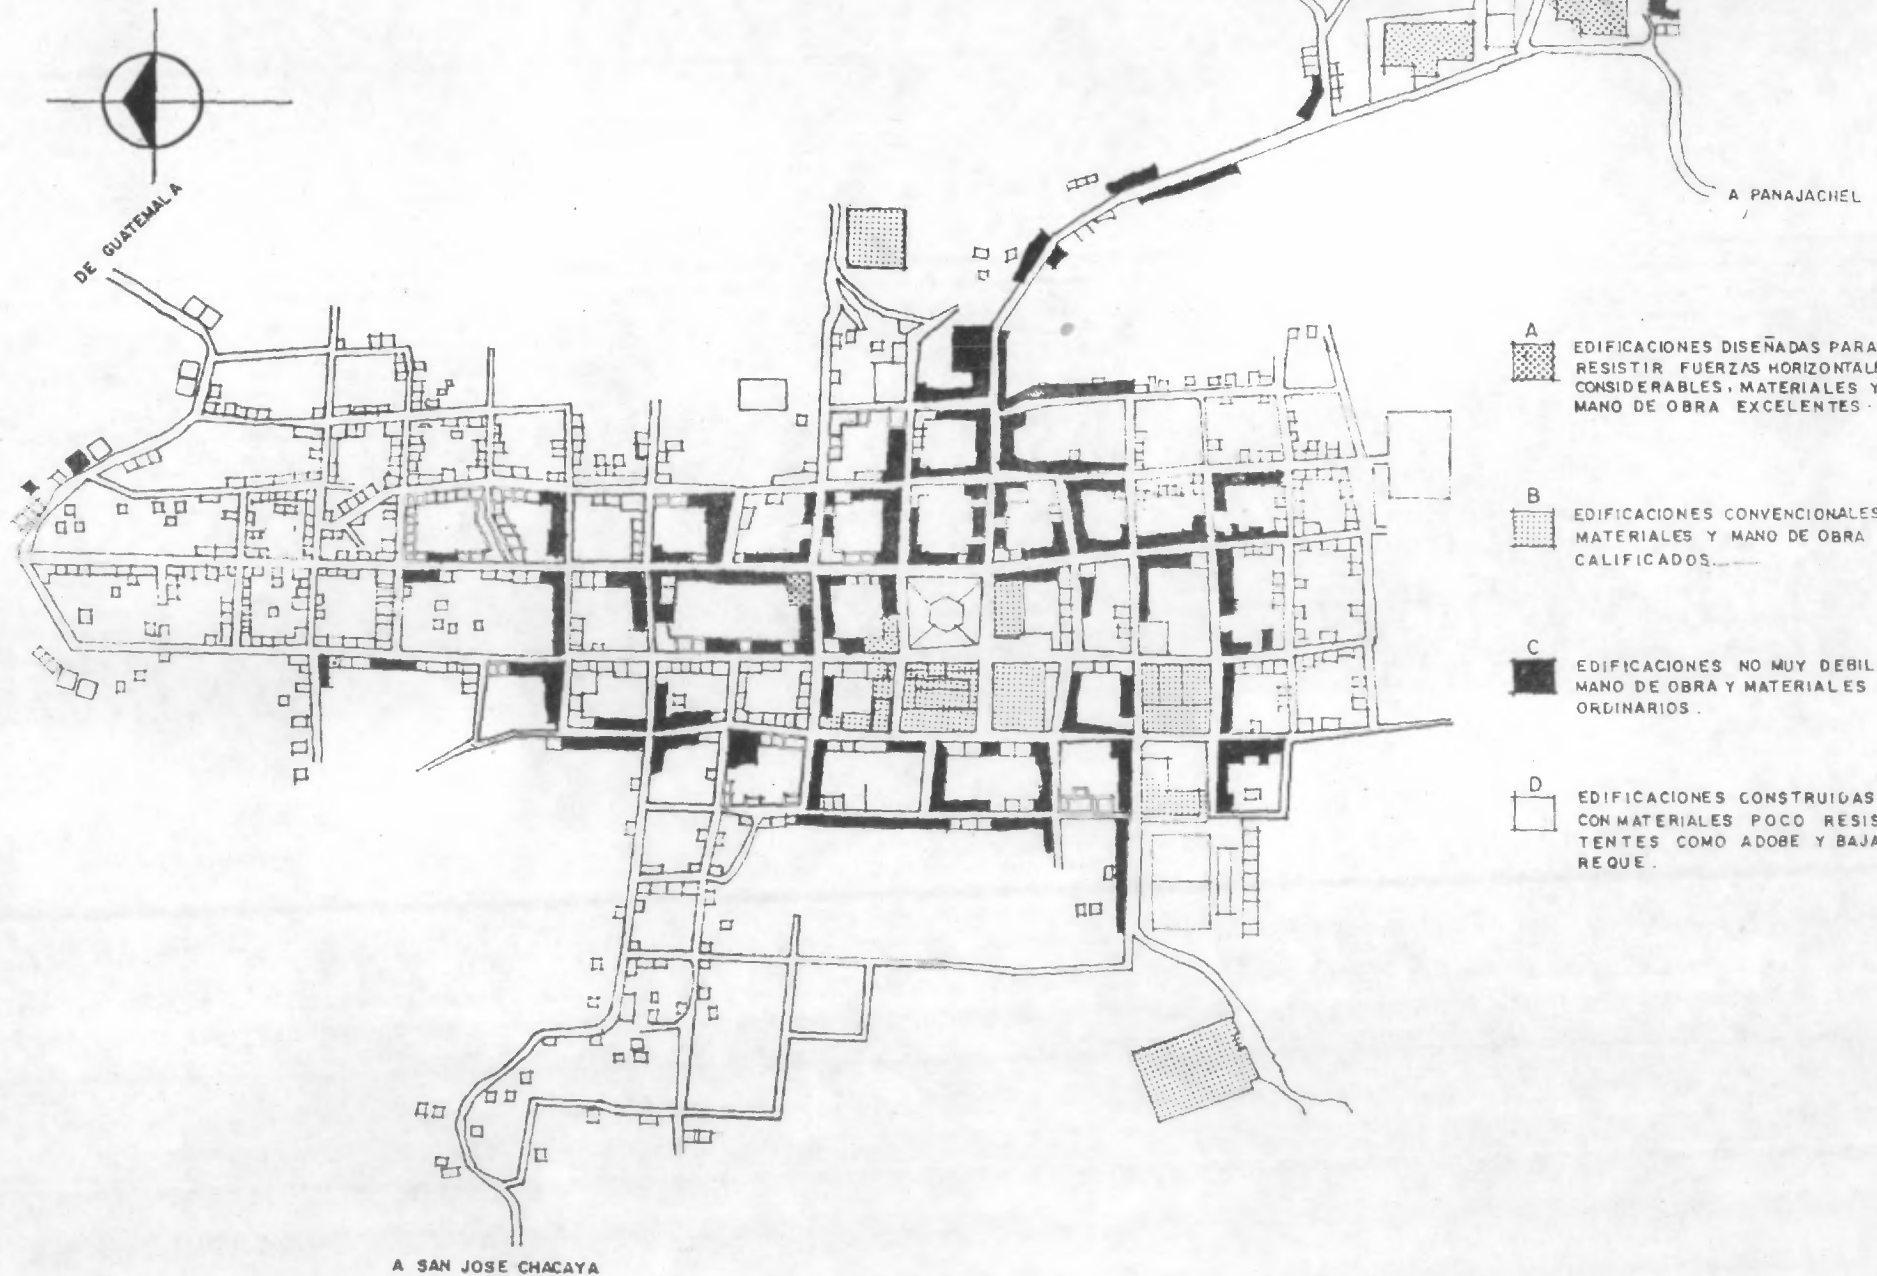 DE GUATEMALA
A PANAJACHEL
A
EDIFICACIONES DISEÑADAS PARA
RESISTIR FUERZAS HORIZONTALE
CONSIDERABLES, MATERIALES Y
MANO DE OBRA EXCELENTES.
B
EDIFICACIONES CONVENCIONALES
MATERIALES Y MANO DE OBRA
CALIFICADOS.
C
EDIFICACIONES NO MUY DEBIL
MANO DE OBRA Y MATERIALES
ORDINARIOS.
D
EDIFICACIONES CONSTRUIDAS
CON MATERIALES POCO RESIS
TENTES COMO ADOBE Y BAJA
REQUE.
A SAN JOSE CHACAYA